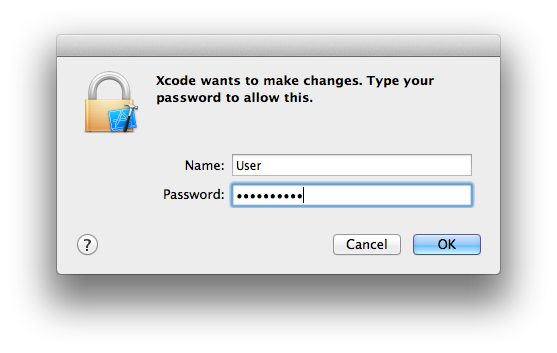 Xcode wants to make changes. Type your
password to allow this.
Name: User
Password: ••••••••••
? Cancel OK